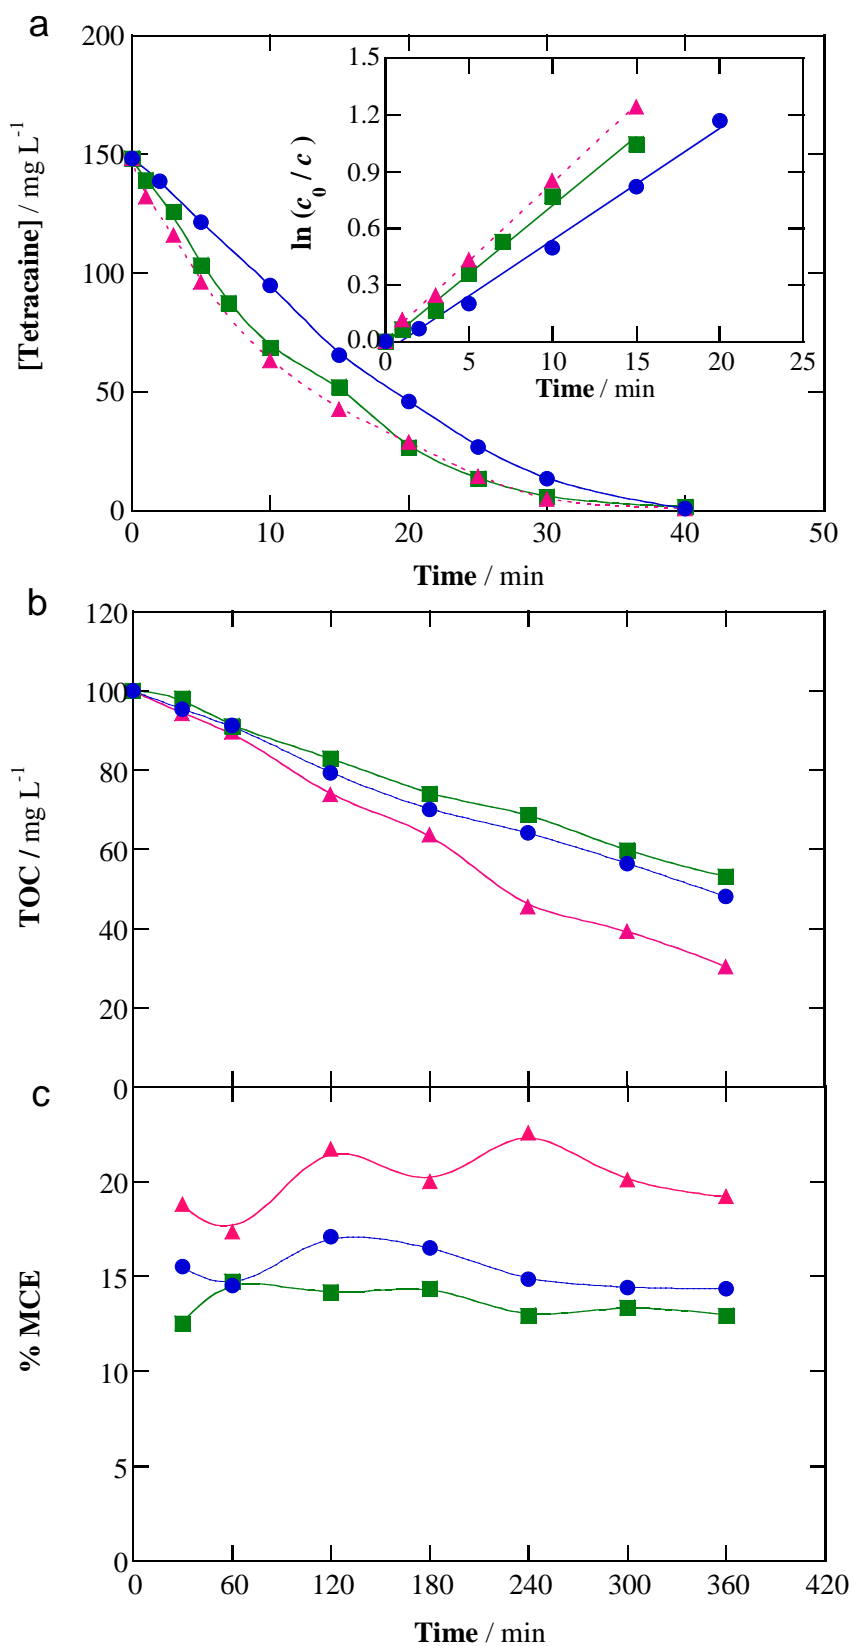 a
200
150
100
50
0
[Tetracaine] / mg L⁻¹
0 10 20 30 40 50
Time / min
1.5
1.2
0.9
0.6
0.3
0.0
ln (c₀ / c )
0 5 10 15 20 25
Time / min
b
120
100
80
60
40
20
0
TOC / mg L⁻¹
c
20
15
10
5
0
% MCE
0 60 120 180 240 300 360 420
Time / min